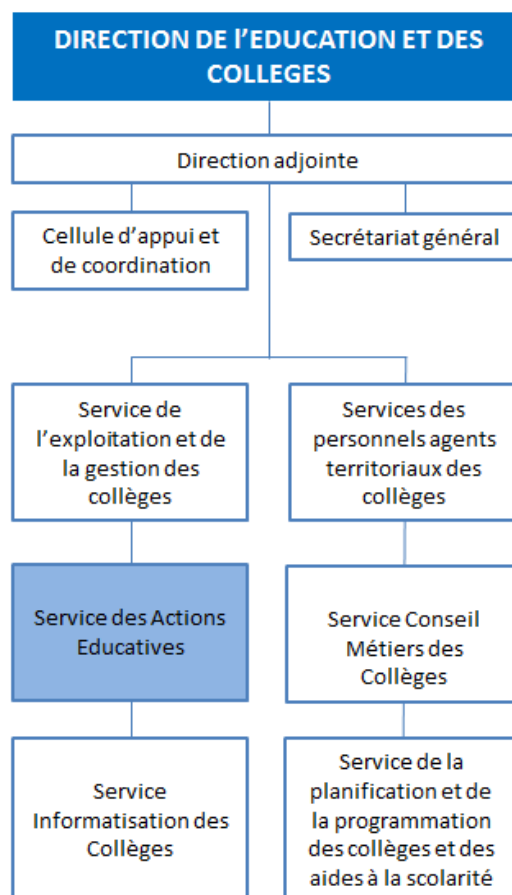 DIRECTION DE l'EDUCATION ET DES
COLLEGES
Direction adjointe
Cellule d'appui et
de coordination
Secrétariat général
Service de
l'exploitation et de
la gestion des
collèges
Services des
personnels agents
territoriaux des
collèges
Service des Actions
Educatives
Service Conseil
Métiers des
Collèges
Service
Informatisation des
Collèges
Service de la
planification et de
la programmation
des collèges et des
aides à la scolarité